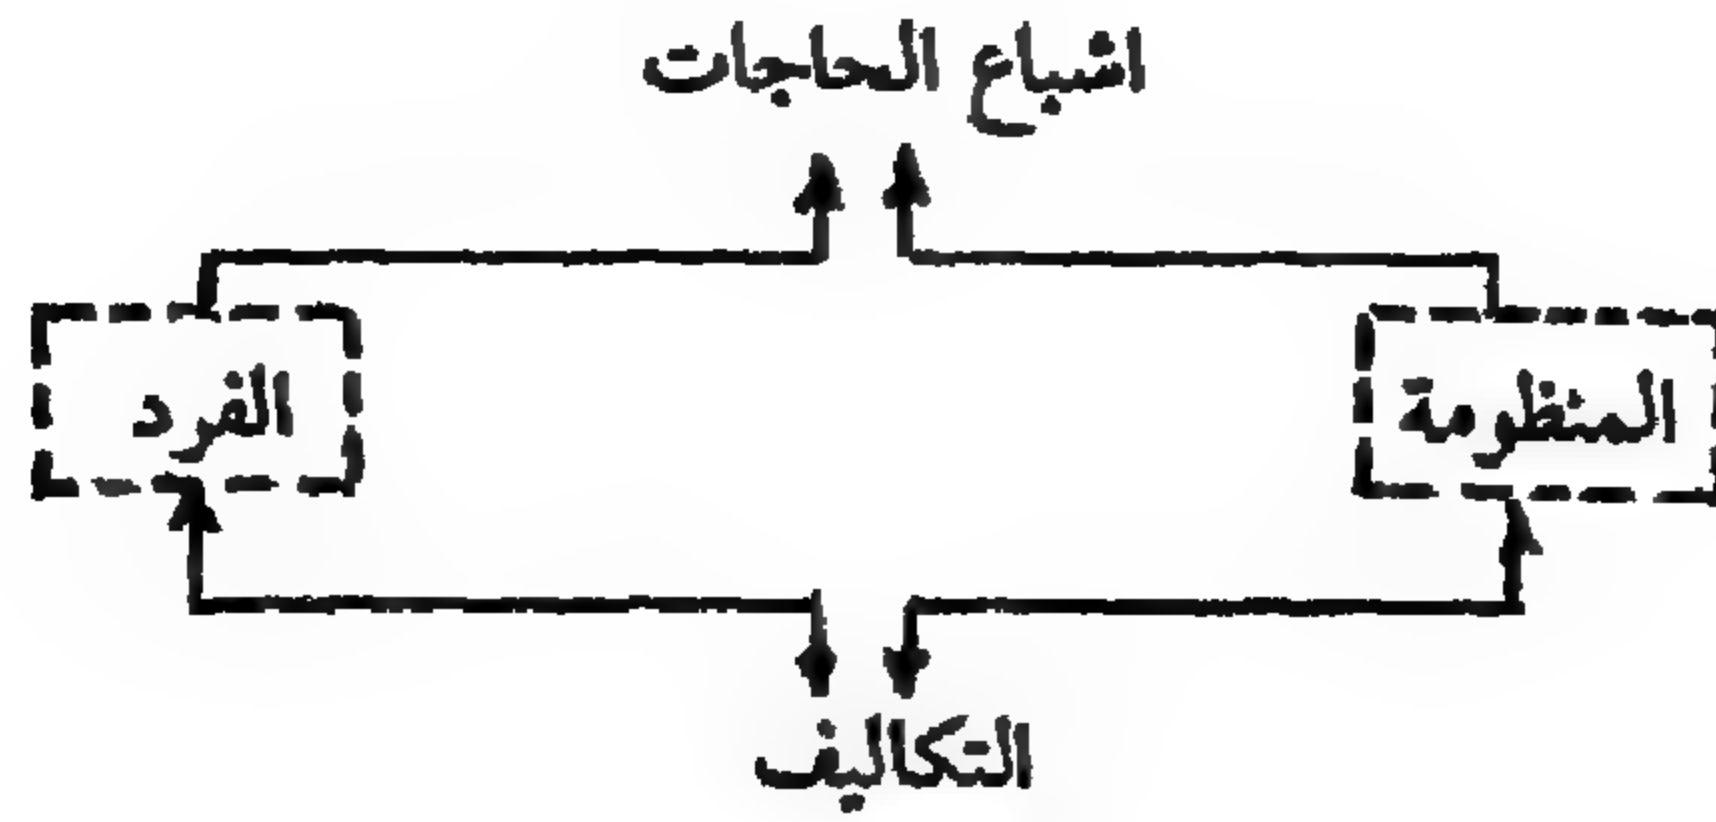 اشباع الحاجات
المنظومة
الفرد
التكاليف